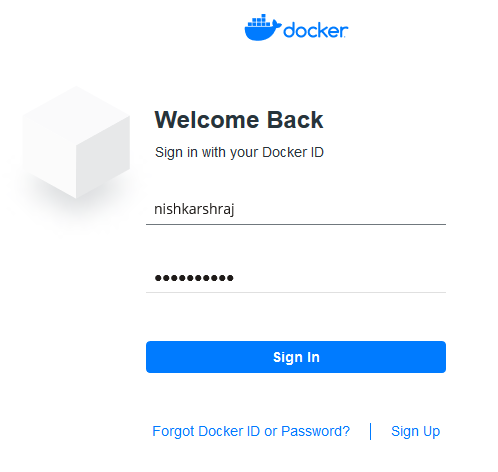 docker
Welcome Back
Sign in with your Docker ID
nishkarshraj
••••••••••
Sign In
Forgot Docker ID or Password? | Sign Up